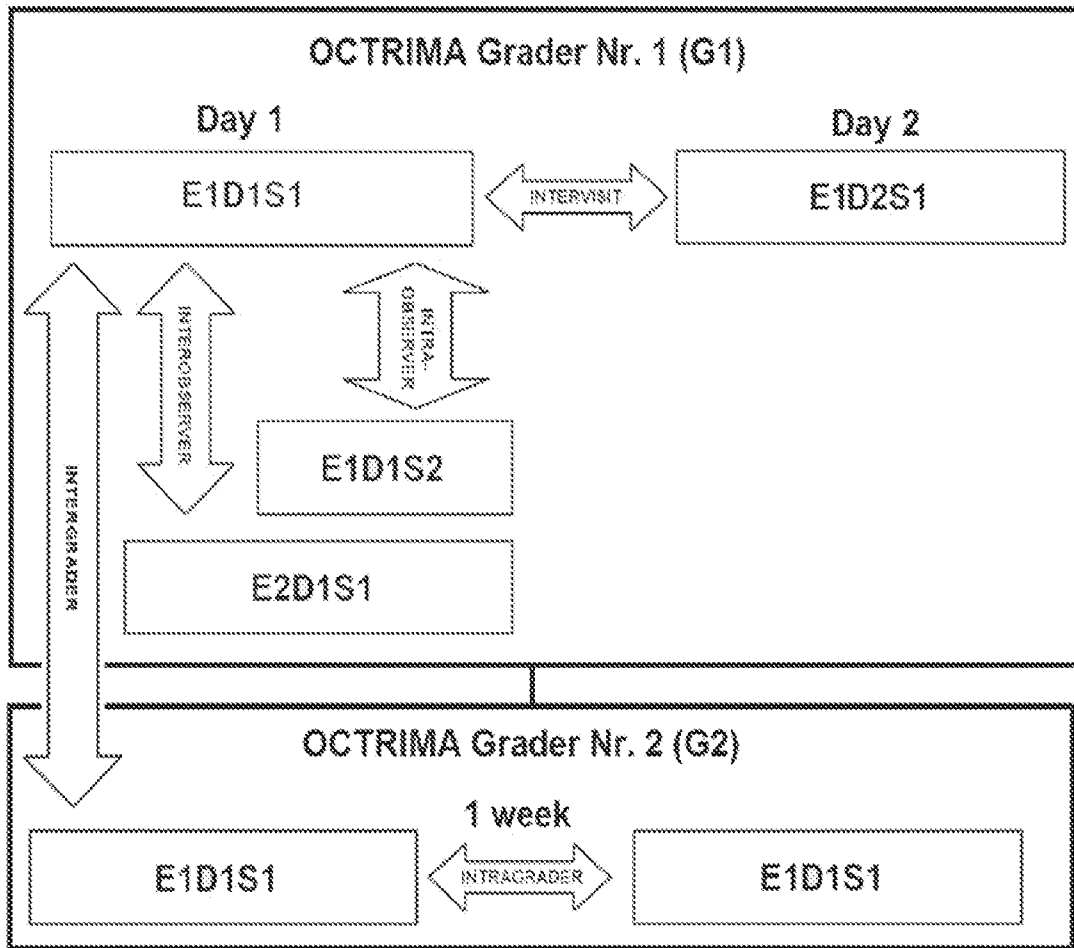 OCTRIMA Grader Nr. 1 (G1)
Day 1
Day 2
E1D1S1
INTERVISIT
E1D2S1
INTERGRADER
INTEROBSERVER
INTRA-
OBSERVER
E1D1S2
E2D1S1
OCTRIMA Grader Nr. 2 (G2)
1 week
E1D1S1
INTRAGRADER
E1D1S1